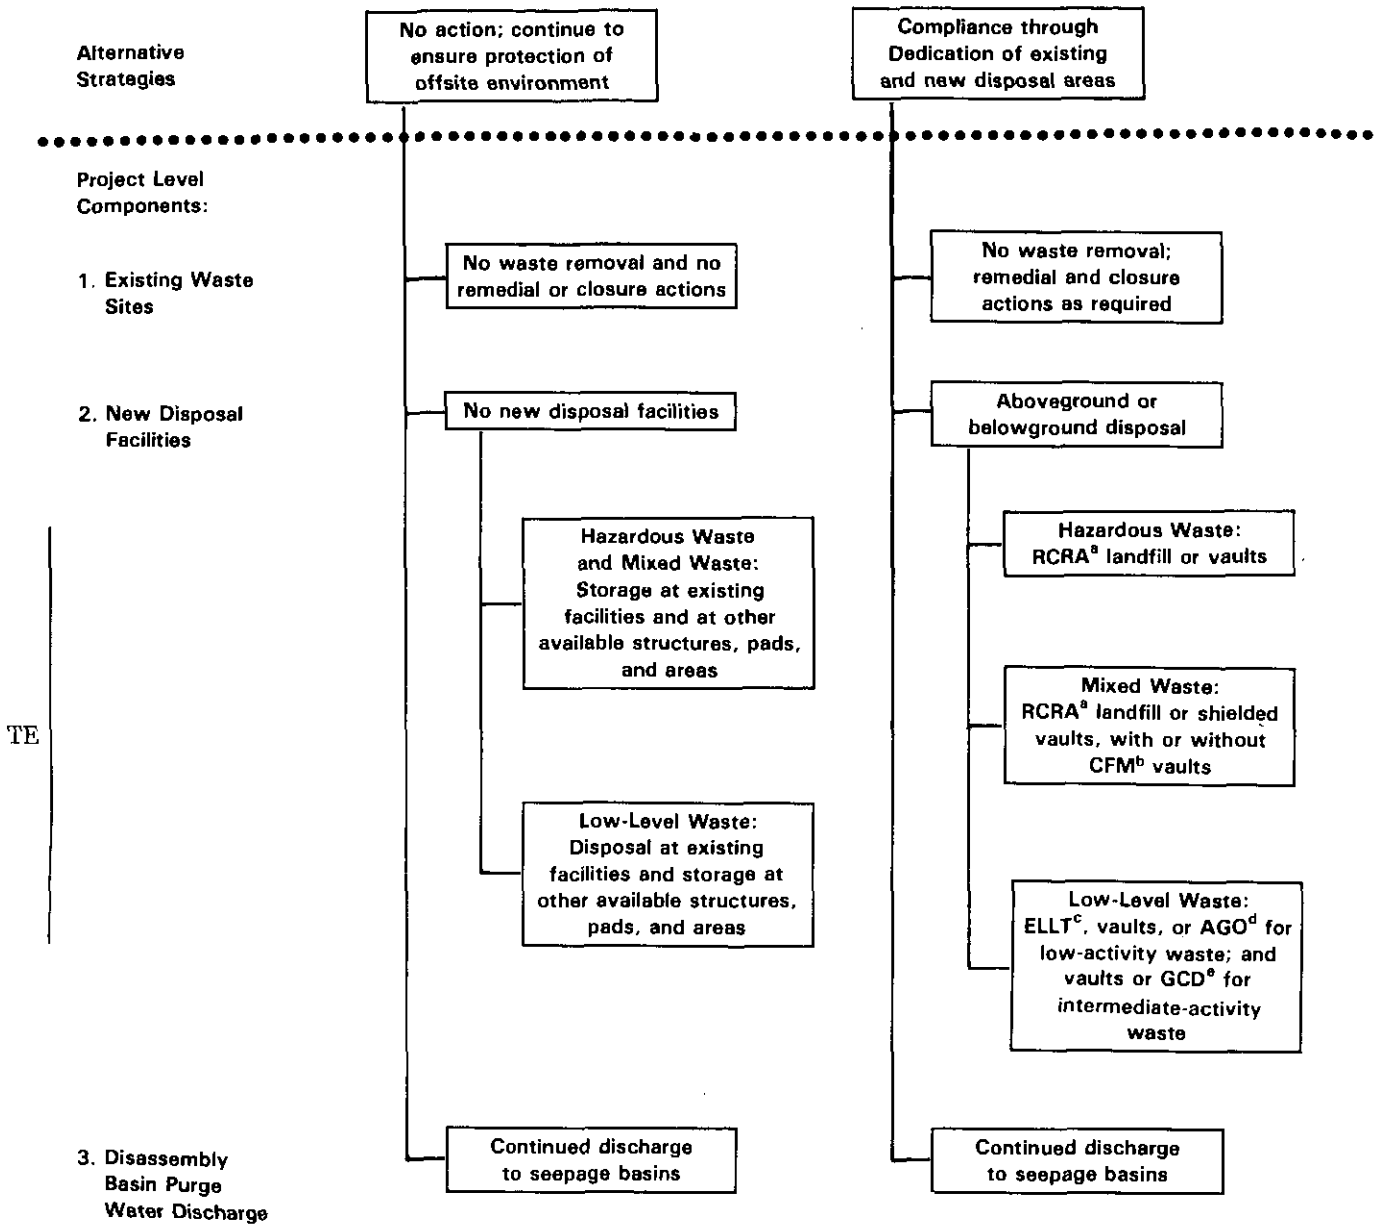 Alternative
Strategies
No action; continue to
ensure protection of
offsite environment
Compliance through
Dedication of existing
and new disposal areas
Project Level
Components:
1. Existing Waste
Sites
No waste removal and no
remedial or closure actions
No waste removal;
remedial and closure
actions as required
2. New Disposal
Facilities
No new disposal facilities
Aboveground or
belowground disposal
Hazardous Waste
and Mixed Waste:
Storage at existing
facilities and at other
available structures, pads,
and areas
Hazardous Waste:
RCRAᵃ landfill or vaults
TE
Mixed Waste:
RCRAᵃ landfill or shielded
vaults, with or without
CFMᵇ vaults
Low-Level Waste:
Disposal at existing
facilities and storage at
other available structures,
pads, and areas
Low-Level Waste:
ELLTᶜ, vaults, or AGOᵈ for
low-activity waste; and
vaults or GCDᵉ for
intermediate-activity
waste
3. Disassembly
Basin Purge
Water Discharge
Continued discharge
to seepage basins
Continued discharge
to seepage basins